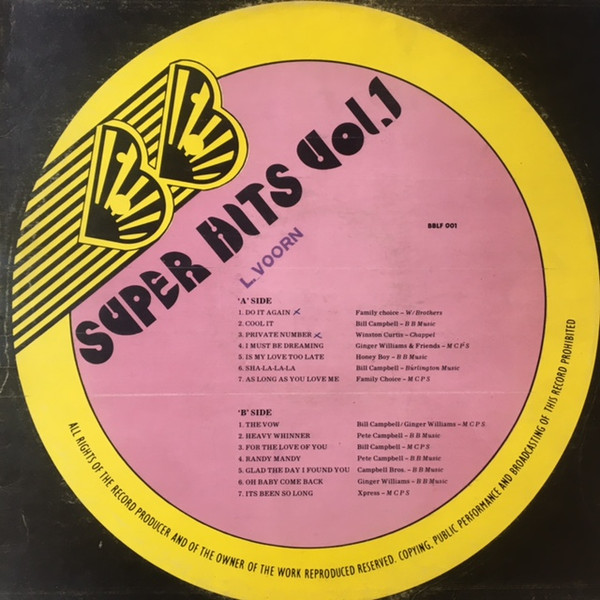 BB
SUPER HITS Vol.1
BBLF 001
L. VOORN
'A' SIDE
1. DO IT AGAIN Family choice – W/Brothers
2. COOL IT Bill Campbell – B B Music
3. PRIVATE NUMBER Winston Curtis – Chappel
4. I MUST BE DREAMING Ginger Williams & Friends – M C P S
5. IS MY LOVE TOO LATE Honey Boy – B B Music
6. SHA-LA-LA-LA Bill Campbell – Burlington Music
7. AS LONG AS YOU LOVE ME Family Choice – M C P S
'B' SIDE
1. THE VOW Bill Campbell/Ginger Williams – M C P S
2. HEAVY WHINNER Pete Campbell – B B Music
3. FOR THE LOVE OF YOU Bill Campbell – M C P S
4. RANDY MANDY Pete Campbell – B B Music
5. GLAD THE DAY I FOUND YOU Campbell Bros. – B B Music
6. OH BABY COME BACK Ginger Williams – B B Music
7. ITS BEEN SO LONG Xpress – M C P S
ALL RIGHTS OF THE RECORD PRODUCER AND OF THE OWNER OF THE WORK REPRODUCED RESERVED. COPYING, PUBLIC PERFORMANCE AND BROADCASTING OF THIS RECORD PROHIBITED